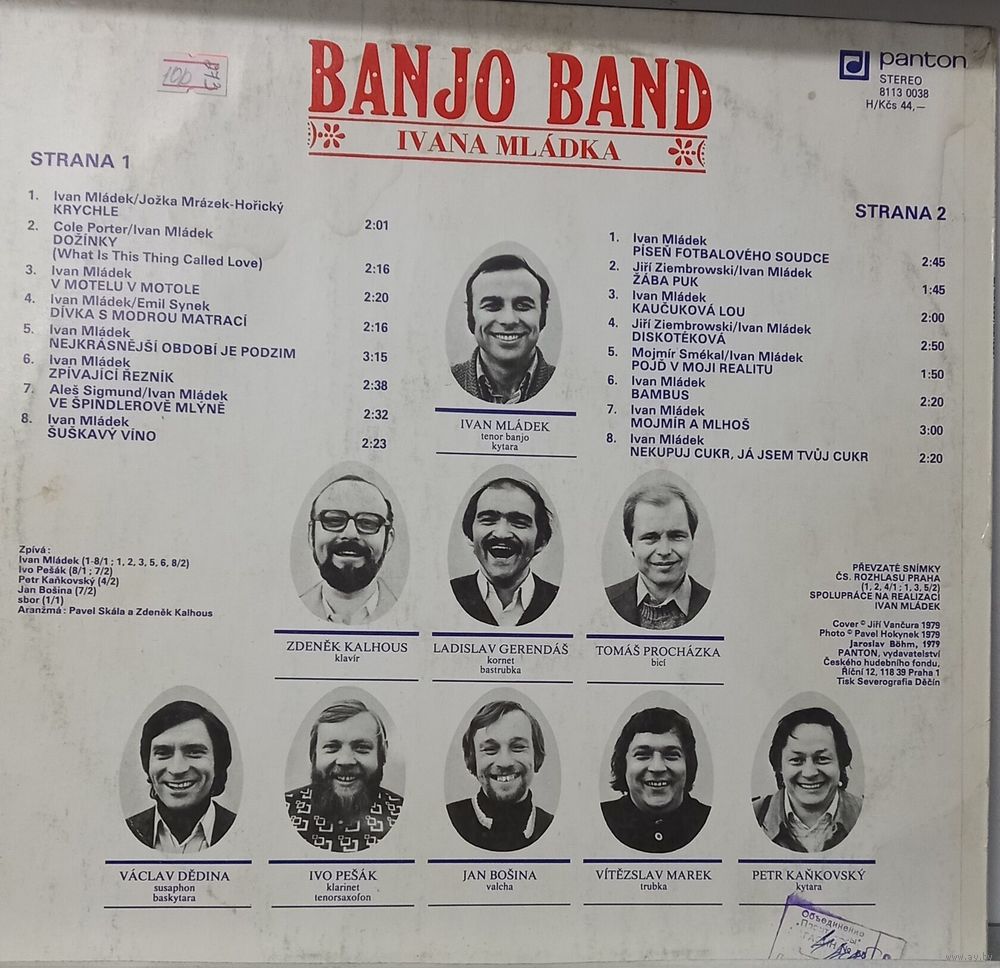 BANJO BAND
IVANA MLÁDKA
panton
STEREO
8113 0038
H/Kčs 44,—
STRANA 1
1. Ivan Mládek/Jožka Mrázek-Hořický
KRYCHLE 2:01
2. Cole Porter/Ivan Mládek
DOŽÍNKY
(What Is This Thing Called Love) 2:16
3. Ivan Mládek
V MOTELU V MOTOLE 2:20
4. Ivan Mládek/Emil Synek
DÍVKA S MODROU MATRACÍ 2:16
5. Ivan Mládek
NEJKRÁSNĚJŠÍ OBDOBÍ JE PODZIM 3:15
6. Ivan Mládek
ZPÍVAJÍCÍ ŘEZNÍK 2:38
7. Aleš Sigmund/Ivan Mládek
VE ŠPINDLEROVĚ MLÝNĚ 2:32
8. Ivan Mládek
ŠUŠKAVÝ VÍNO 2:23
STRANA 2
1. Ivan Mládek
PÍSEŇ FOTBALOVÉHO SOUDCE 2:45
2. Jiří Ziembrowski/Ivan Mládek
ŽÁBA PUK 1:45
3. Ivan Mládek
KAUČUKOVÁ LOU 2:00
4. Jiří Ziembrowski/Ivan Mládek
DISKOTÉKOVÁ 2:50
5. Mojmír Smékal/Ivan Mládek
POJĎ V MOJI REALITU 1:50
6. Ivan Mládek
BAMBUS 2:20
7. Ivan Mládek
MOJMÍR A MLHOŠ 3:00
8. Ivan Mládek
NEKUPUJ CUKR, JÁ JSEM TVŮJ CUKR 2:20
IVAN MLÁDEK
tenor banjo
kytara
ZDENĚK KALHOUS
klavír
LADISLAV GERENDÁŠ
kornet
bastrubka
TOMÁŠ PROCHÁZKA
bicí
Zpívá:
Ivan Mládek (1-8/1; 1, 2, 3, 5, 6, 8/2)
Ivo Pešák (8/1; 7/2)
Petr Kaňkovský (4/2)
Jan Bošina (7/2)
sbor (1/1)
Aranžmá: Pavel Skála a Zdeněk Kalhous
PŘEVZATÉ SNÍMKY
ČS. ROZHLASU PRAHA
(1, 2, 4/1; 1, 3, 5/2)
SPOLUPRÁCE NA REALIZACI
IVAN MLÁDEK
Cover © Jiří Vančura 1979
Photo © Pavel Hokynek 1979
Jaroslav Böhm, 1979
PANTON, vydavatelství
Českého hudebního fondu,
Říční 12, 118 39 Praha 1
Tisk Severografia Děčín
VÁCLAV DĚDINA
susaphon
baskytara
IVO PEŠÁK
klarinet
tenorsaxofon
JAN BOŠINA
valcha
VÍTĚZSLAV MAREK
trubka
PETR KAŇKOVSKÝ
kytara
Объединение
www.ay.by